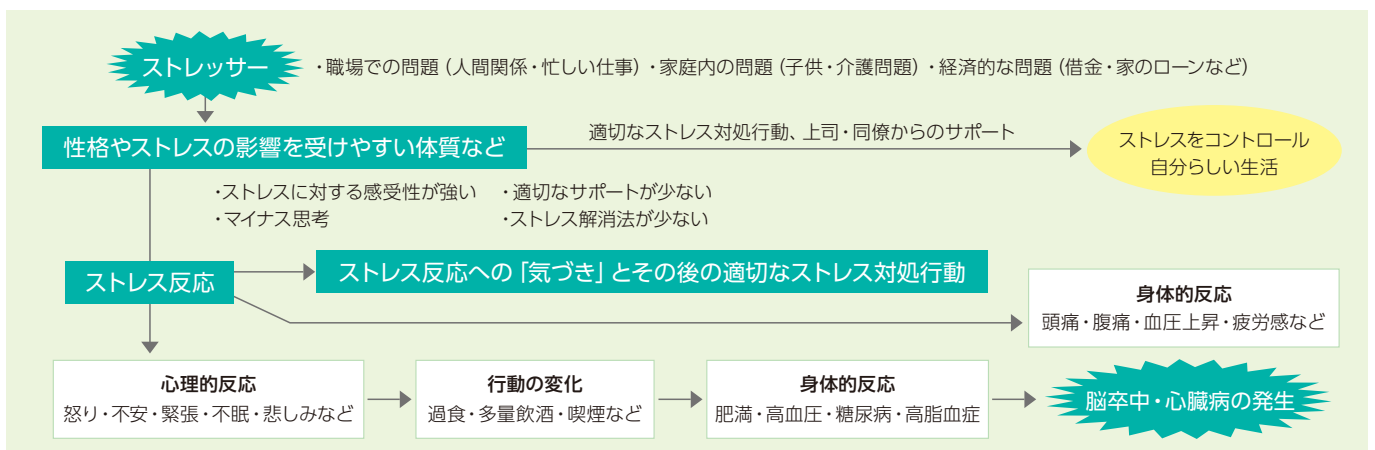 ストレッサー
・職場での問題(人間関係・忙しい仕事)・家庭内の問題(子供・介護問題)・経済的な問題(借金・家のローンなど)
性格やストレスの影響を受けやすい体質など
適切なストレス対処行動、上司・同僚からのサポート
ストレスをコントロール
自分らしい生活
・ストレスに対する感受性が強い ・適切なサポートが少ない
・マイナス思考 ・ストレス解消法が少ない
ストレス反応
ストレス反応への「気づき」とその後の適切なストレス対処行動
身体的反応
頭痛・腹痛・血圧上昇・疲労感など
心理的反応
怒り・不安・緊張・不眠・悲しみなど
行動の変化
過食・多量飲酒・喫煙など
身体的反応
肥満・高血圧・糖尿病・高脂血症
脳卒中・心臓病の発生